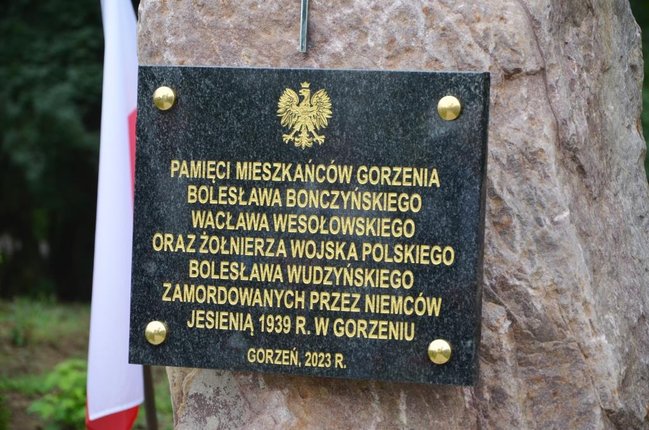 PAMIĘCI MIESZKAŃCÓW GORZENIA
BOLESŁAWA BONCZYŃSKIEGO
WACŁAWA WESOŁOWSKIEGO
ORAZ ŻOŁNIERZA WOJSKA POLSKIEGO
BOLESŁAWA WUDZYŃSKIEGO
ZAMORDOWANYCH PRZEZ NIEMCÓW
JESIENIĄ 1939 R. W GORZENIU
GORZEŃ, 2023 R.